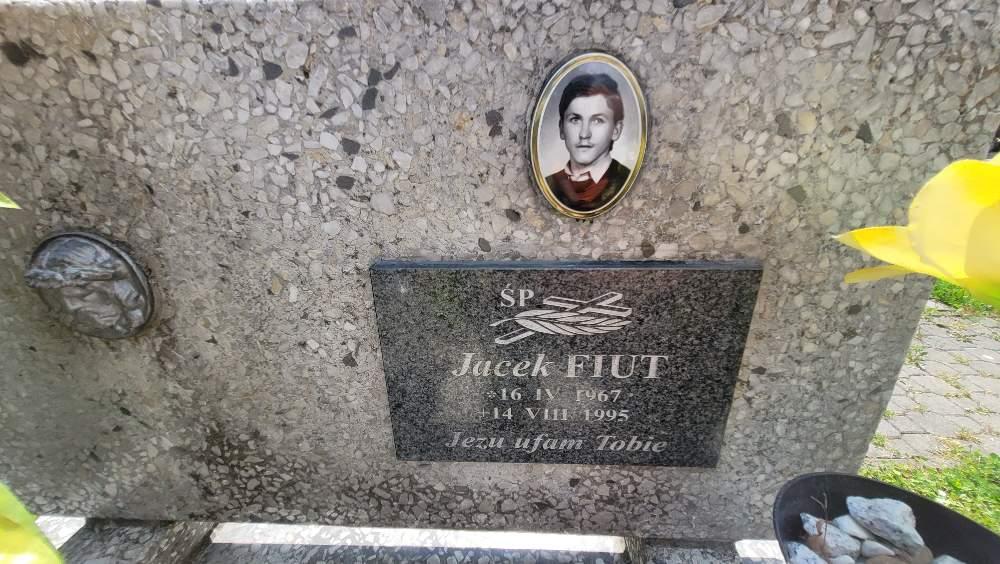 ŚP
Jacek FIUT
*16 IV 1967
+14 VIII 1995
Jezu ufam Tobie